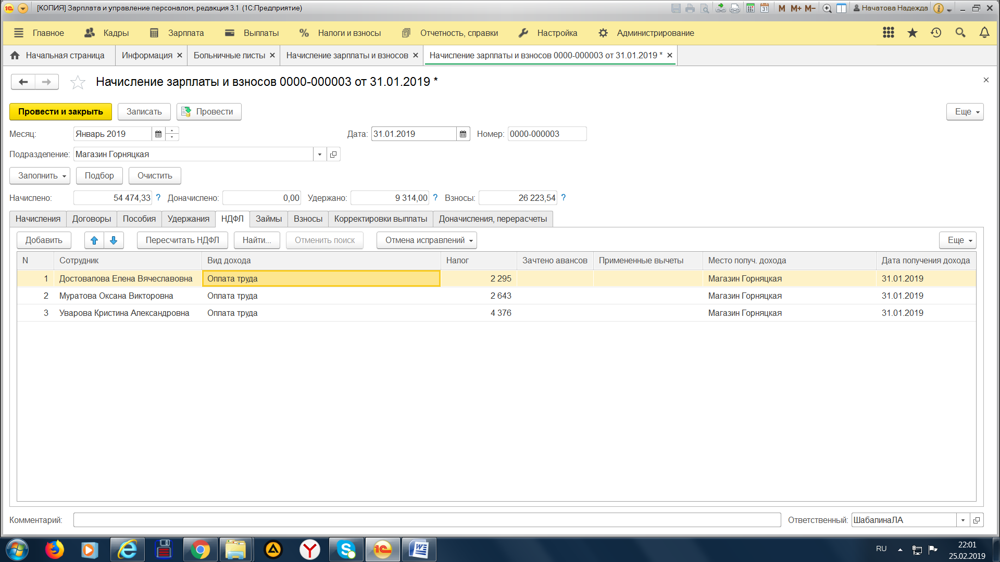 [КОПИЯ] Зарплата и управление персоналом, редакция 3.1 (1С:Предприятие) 31 M M+ M− Начатова Надежда
Главное Кадры Зарплата Выплаты % Налоги и взносы Отчетность, справки Настройка Администрирование
Начальная страница Информация × Больничные листы × Начисление зарплаты и взносов × Начисление зарплаты и взносов 0000-000003 от 31.01.2019 * ×
Начисление зарплаты и взносов 0000-000003 от 31.01.2019 *
Провести и закрыть Записать Провести Еще
Месяц: Январь 2019 Дата: 31.01.2019 Номер: 0000-000003
Подразделение: Магазин Горняцкая
Заполнить Подбор Очистить
Начислено: 54 474,33 ? Доначислено: 0,00 Удержано: 9 314,00 ? Взносы: 26 223,54 ?
Начисления Договоры Пособия Удержания НДФЛ Займы Взносы Корректировки выплаты Доначисления, перерасчеты
Добавить Пересчитать НДФЛ Найти... Отменить поиск Отмена исправлений Еще
N Сотрудник Вид дохода Налог Зачтено авансов Примененные вычеты Место получ. дохода Дата получения дохода
1 Достовалова Елена Вячеславовна Оплата труда 2 295 Магазин Горняцкая 31.01.2019
2 Муратова Оксана Викторовна Оплата труда 2 643 Магазин Горняцкая 31.01.2019
3 Уварова Кристина Александровна Оплата труда 4 376 Магазин Горняцкая 31.01.2019
Комментарий: Ответственный: ШабалинаЛА
RU 22:01
25.02.2019